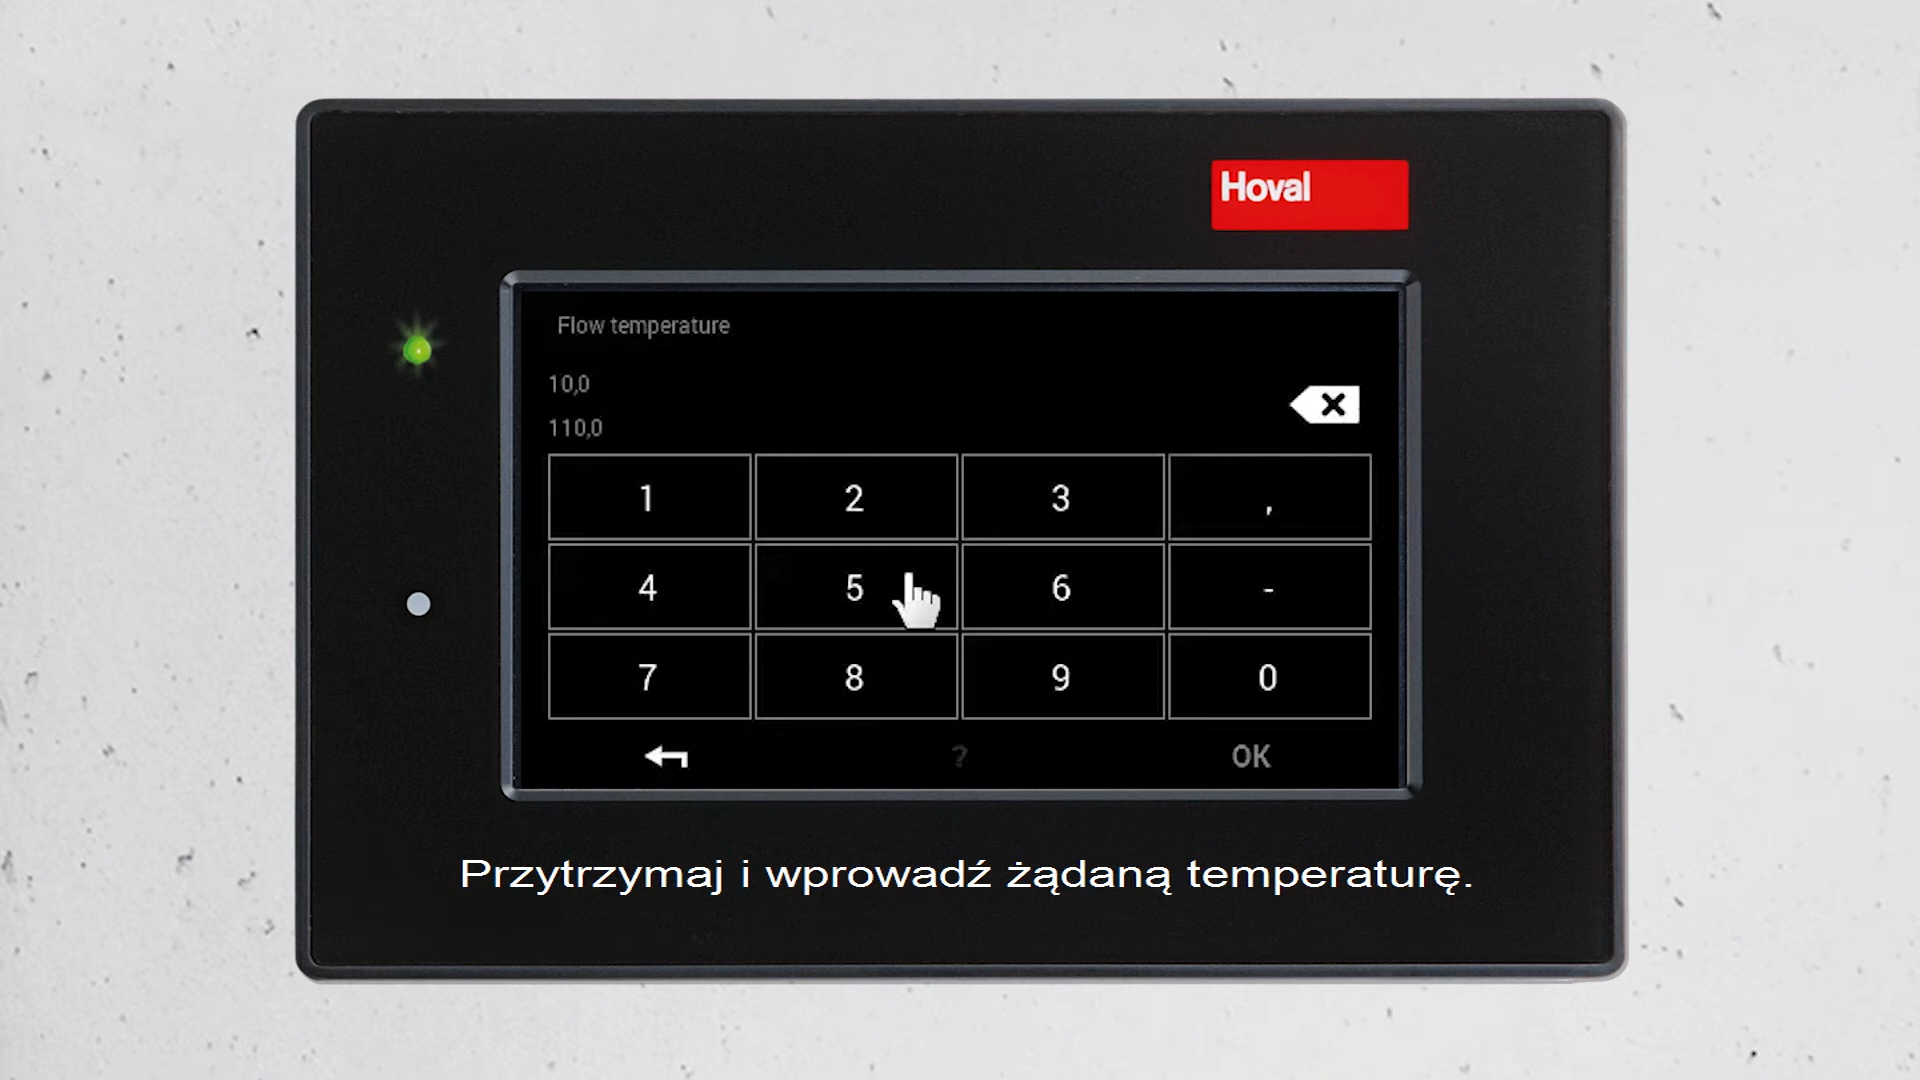 Hoval
Flow temperature
10,0
110,0
1 2 3 ,
4 5 6 -
7 8 9 0
? OK
Przytrzymaj i wprowadź żądaną temperaturę.